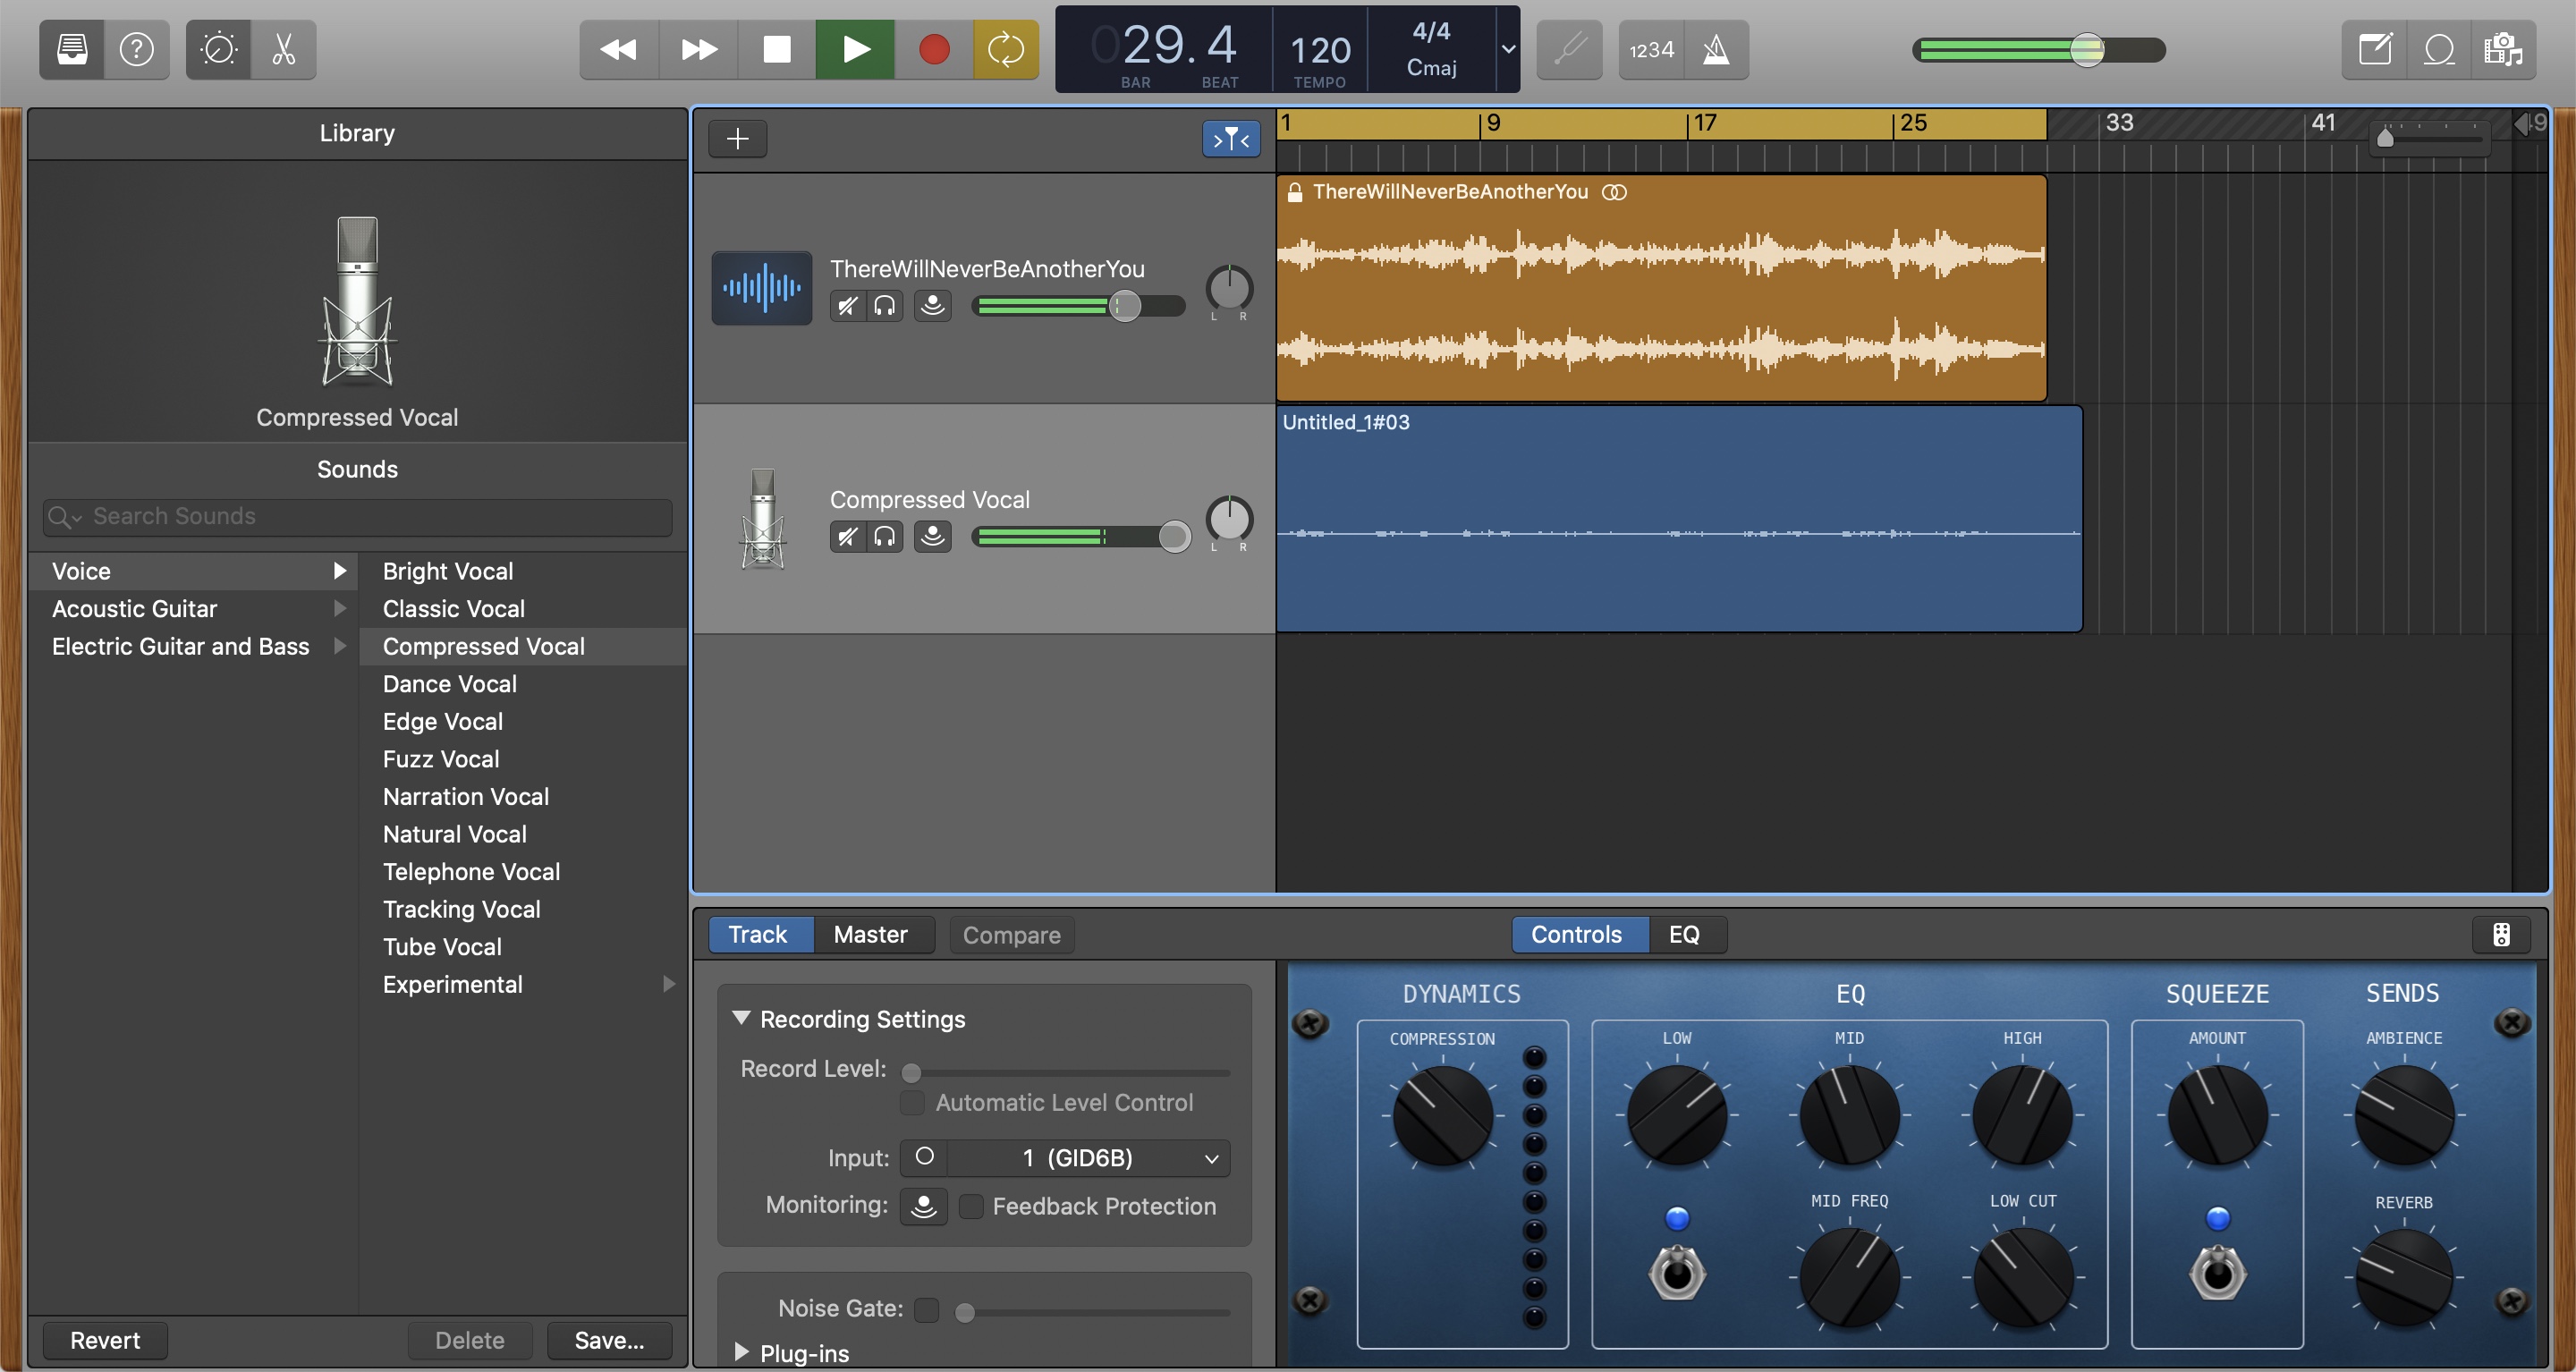 029.4
BAR BEAT
120
TEMPO
4/4
Cmaj
1234
Library
Compressed Vocal
Sounds
Search Sounds
Voice
Acoustic Guitar
Electric Guitar and Bass
Bright Vocal
Classic Vocal
Compressed Vocal
Dance Vocal
Edge Vocal
Fuzz Vocal
Narration Vocal
Natural Vocal
Telephone Vocal
Tracking Vocal
Tube Vocal
Experimental
Revert Delete Save...
1 9 17 25 33 41 49
ThereWillNeverBeAnotherYou
L R
ThereWillNeverBeAnotherYou
Compressed Vocal
L R
Untitled_1#03
Track Master Compare Controls EQ
Recording Settings
Record Level:
Automatic Level Control
Input: 1 (GID6B)
Monitoring: Feedback Protection
Noise Gate:
Plug-ins
DYNAMICS EQ SQUEEZE SENDS
COMPRESSION LOW MID HIGH AMOUNT AMBIENCE
MID FREQ LOW CUT REVERB